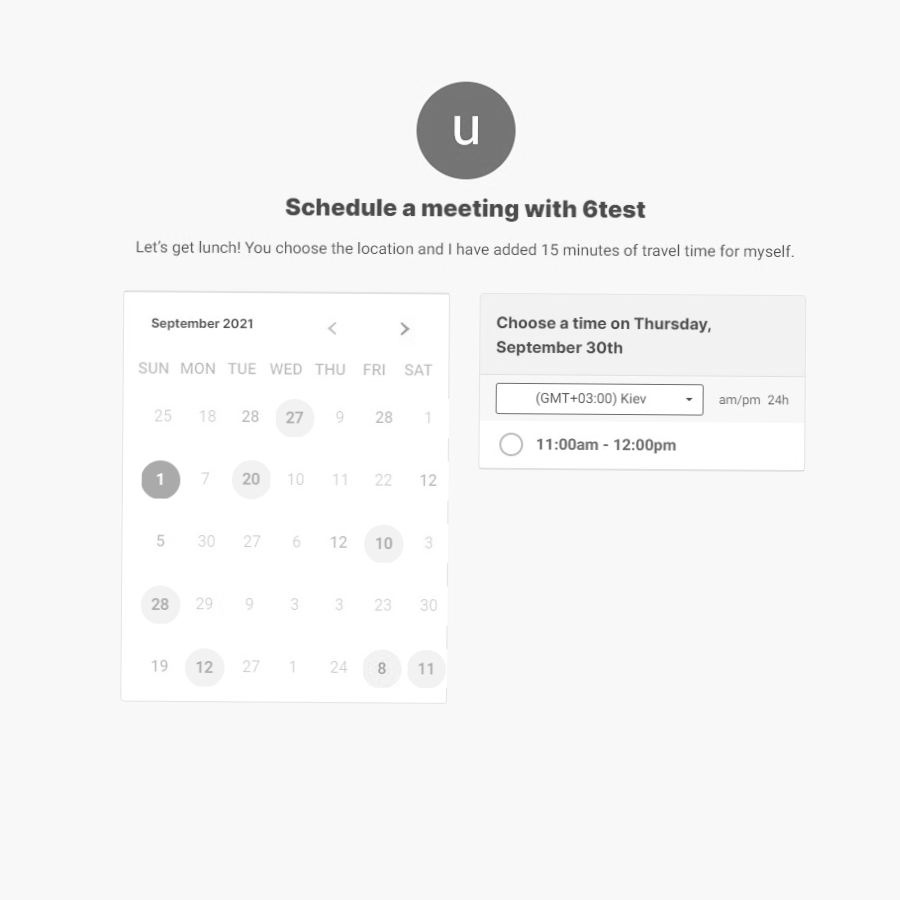 u
Schedule a meeting with 6test
Let's get lunch! You choose the location and I have added 15 minutes of travel time for myself.
September 2021
SUN MON TUE WED THU FRI SAT
25 18 28 27 9 28 1
1 7 20 10 11 22 12
5 30 27 6 12 10 3
28 29 9 3 3 23 30
19 12 27 1 24 8 11
Choose a time on Thursday,
September 30th
(GMT+03:00) Kiev am/pm 24h
11:00am - 12:00pm